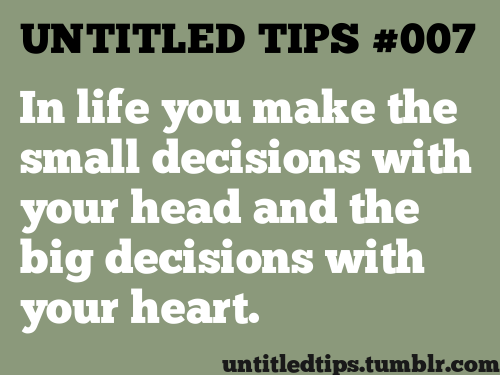 UNTITLED TIPS #007
In life you make the
small decisions with
your head and the
big decisions with
your heart.
untitledtips.tumblr.com